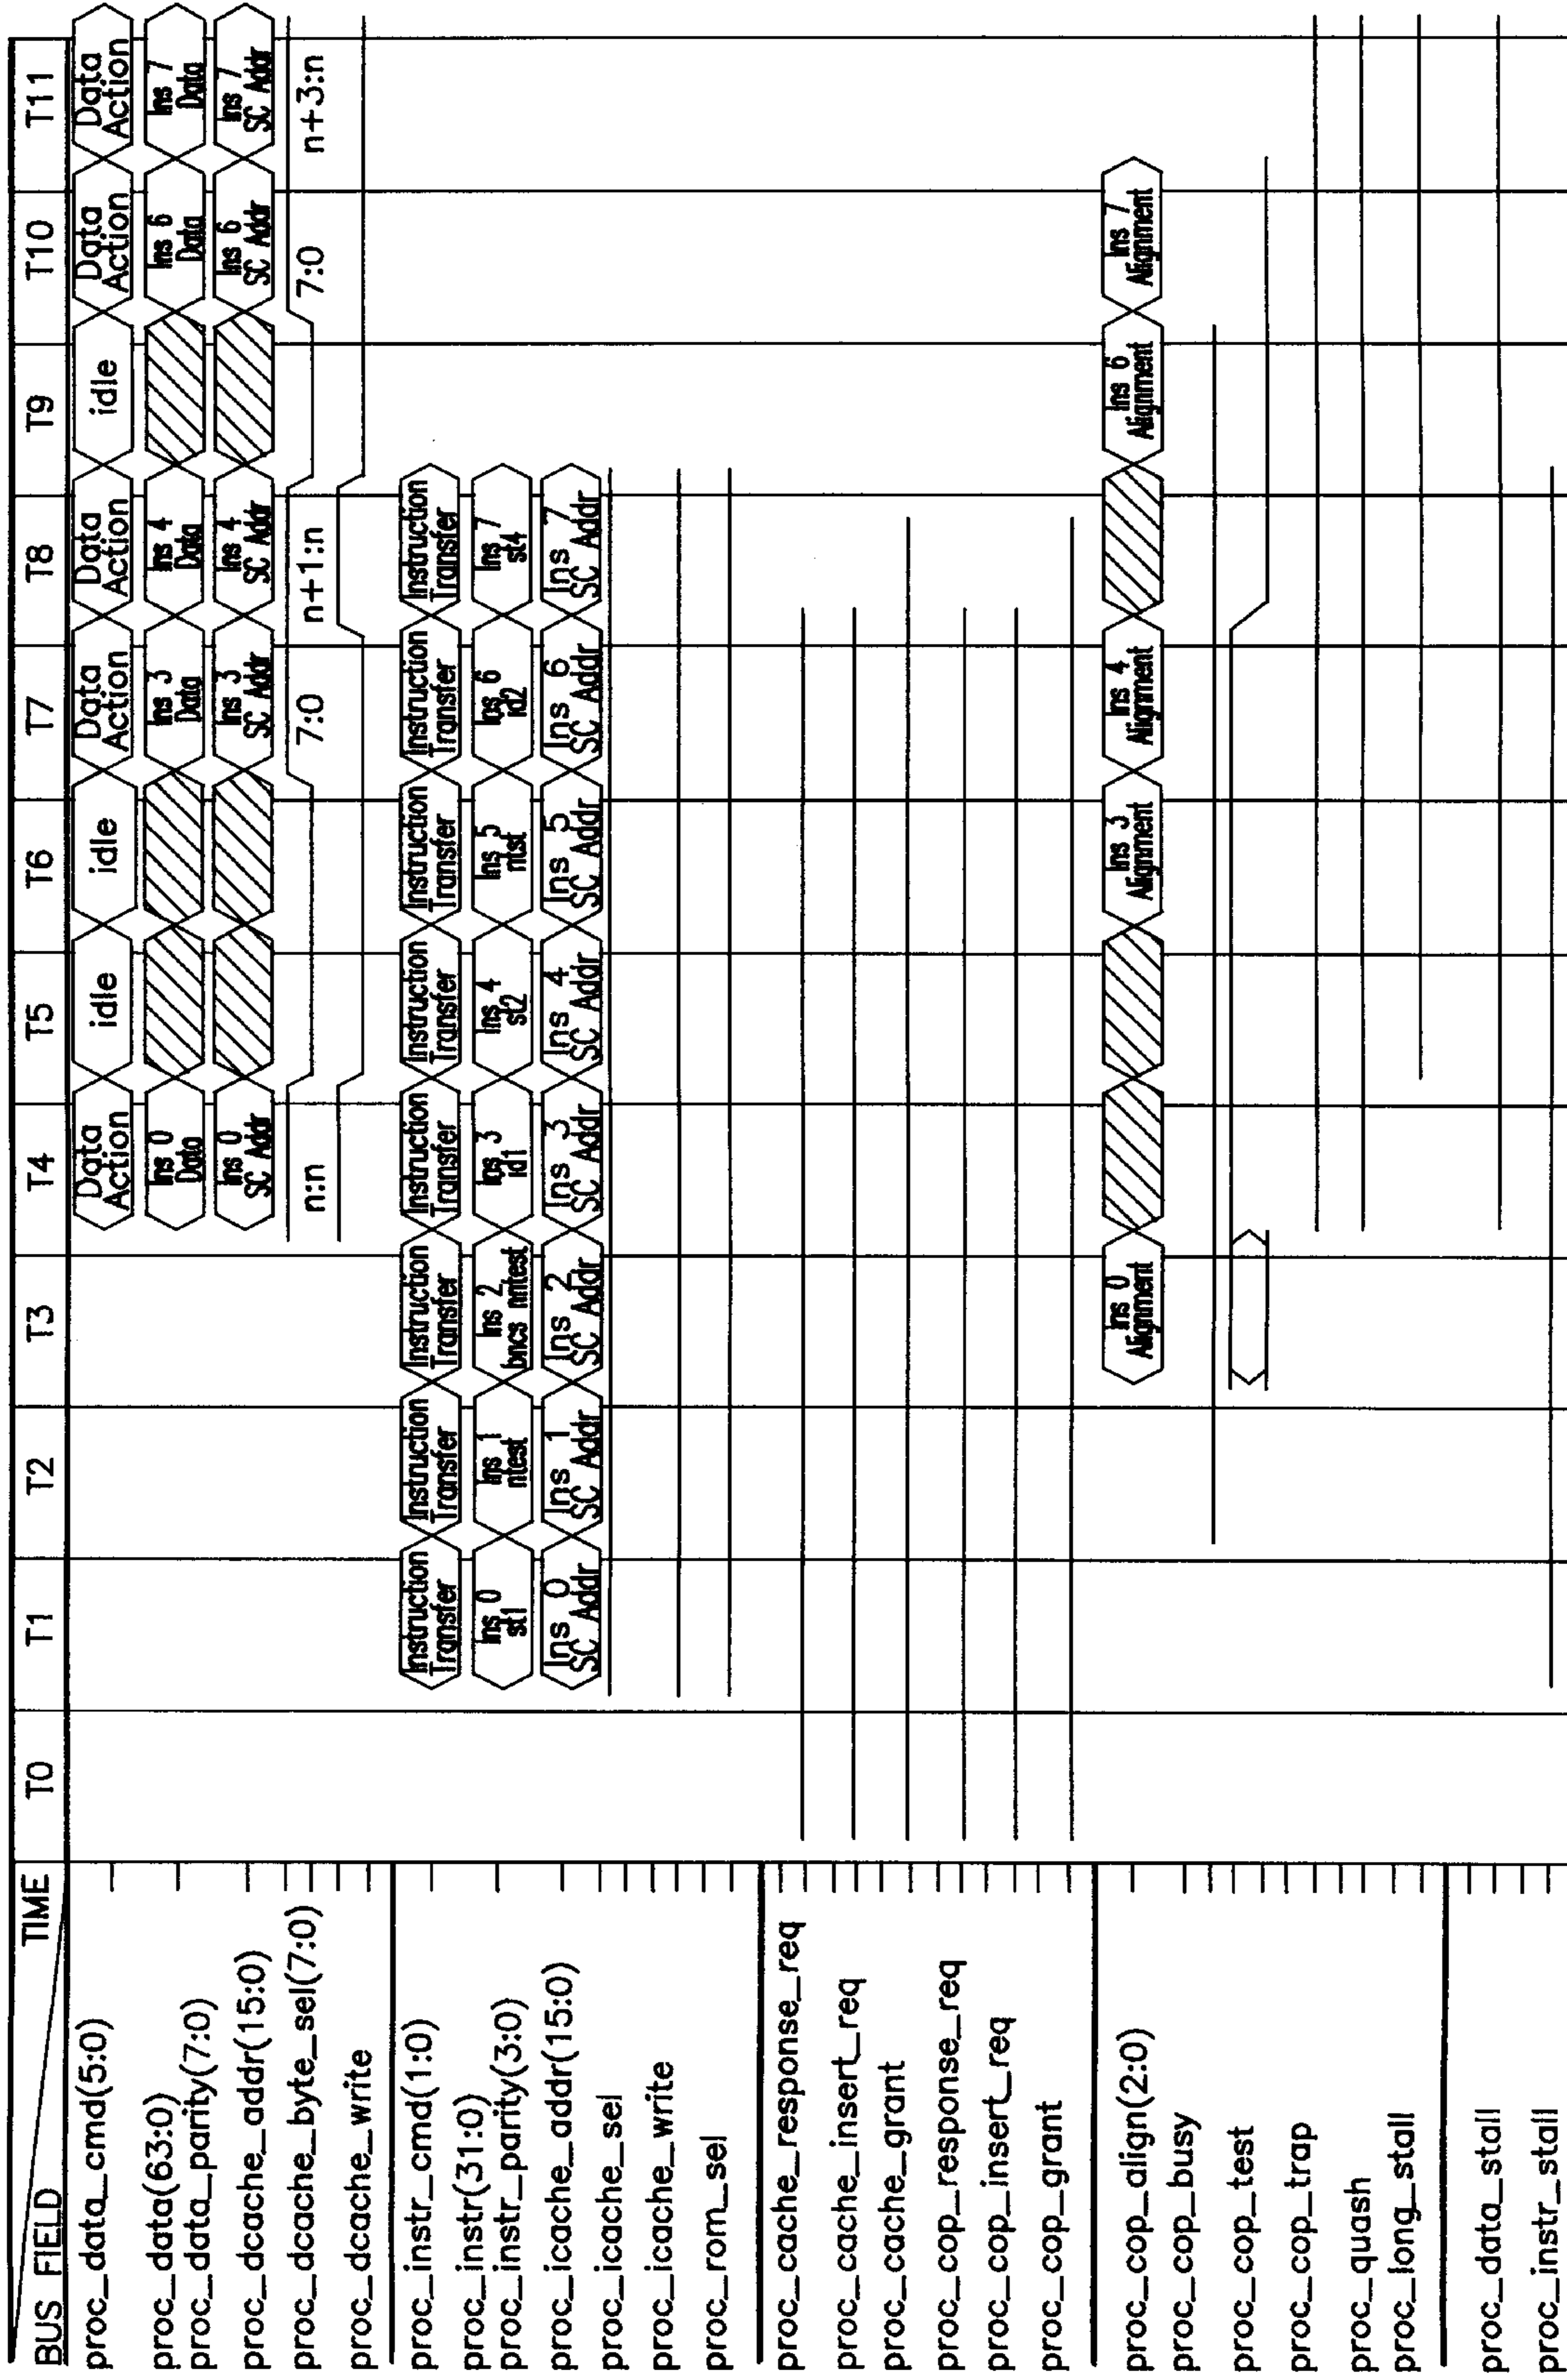 BUS FIELD TIME T0 T1 T2 T3 T4 T5 T6 T7 T8 T9 T10 T11
proc_data_cmd(5:0) Data Action idle idle Data Action Data Action idle Data Action Data Action
proc_data(63:0)
proc_data_parity(7:0) Ins 0 Data Ins 3 Data Ins 4 Data Ins 6 Data Ins 7 Data
proc_dcache_addr(15:0) Ins 0 SC Addr Ins 3 SC Addr Ins 4 SC Addr Ins 6 SC Addr Ins 7 SC Addr
proc_dcache_byte_sel(7:0) n:n 7:0 n+1:n 7:0 n+3:n
proc_dcache_write
proc_instr_cmd(1:0) Instruction Transfer Instruction Transfer Instruction Transfer Instruction Transfer Instruction Transfer Instruction Transfer Instruction Transfer Instruction Transfer
proc_instr(31:0)
proc_instr_parity(3:0) Ins 0 st1 Ins 1 ntest Ins 2 bncs nntest Ins 3 ld1 Ins 4 st2 Ins 5 ntst Ins 6 ld2 Ins 7 st4
proc_icache_addr(15:0) Ins 0 SC Addr Ins 1 SC Addr Ins 2 SC Addr Ins 3 SC Addr Ins 4 SC Addr Ins 5 SC Addr Ins 6 SC Addr Ins 7 SC Addr
proc_icache_sel
proc_icache_write
proc_rom_sel
proc_cache_response_req
proc_cache_insert_req
proc_cache_grant
proc_cop_response_req
proc_cop_insert_req
proc_cop_grant
proc_cop_align(2:0) Ins 0 Alignment Ins 3 Alignment Ins 4 Alignment Ins 6 Alignment Ins 7 Alignment
proc_cop_busy
proc_cop_test
proc_cop_trap
proc_quash
proc_long_stall
proc_data_stall
proc_instr_stall